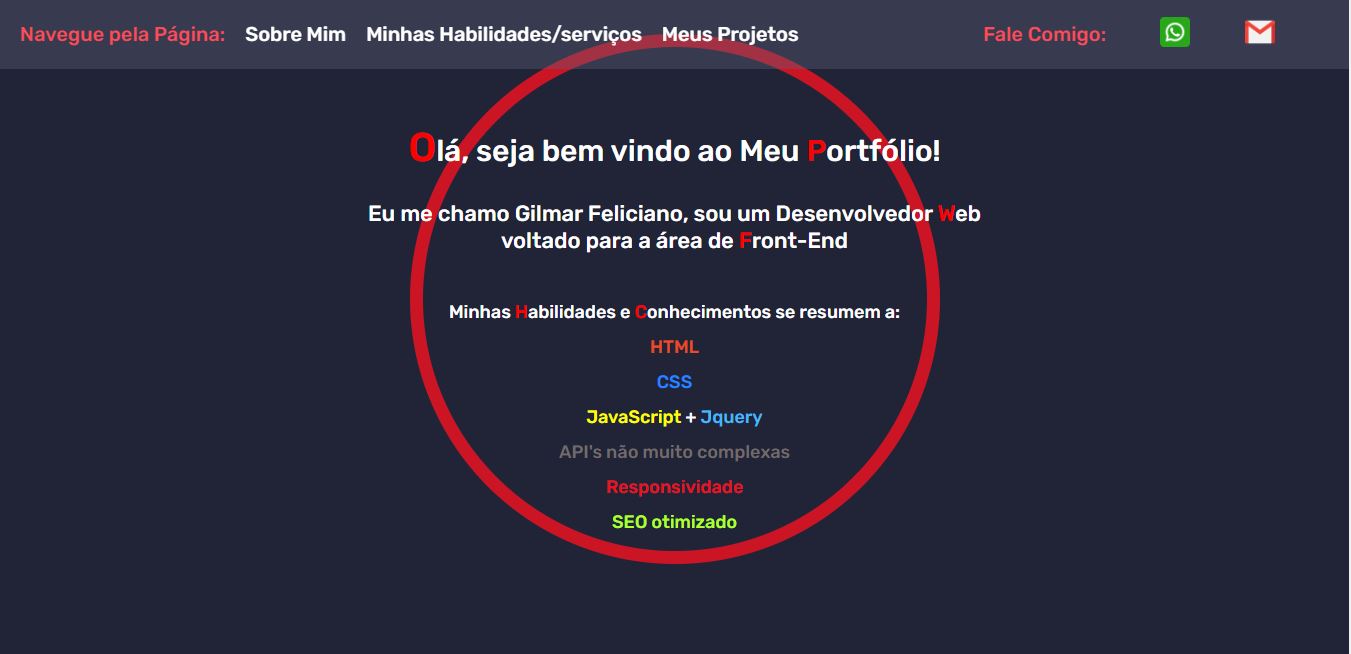 Navegue pela Página: Sobre Mim Minhas Habilidades/serviços Meus Projetos Fale Comigo:
Olá, seja bem vindo ao Meu Portfólio!
Eu me chamo Gilmar Feliciano, sou um Desenvolvedor Web
voltado para a área de Front-End
Minhas Habilidades e Conhecimentos se resumem a:
HTML
CSS
JavaScript + Jquery
API's não muito complexas
Responsividade
SEO otimizado